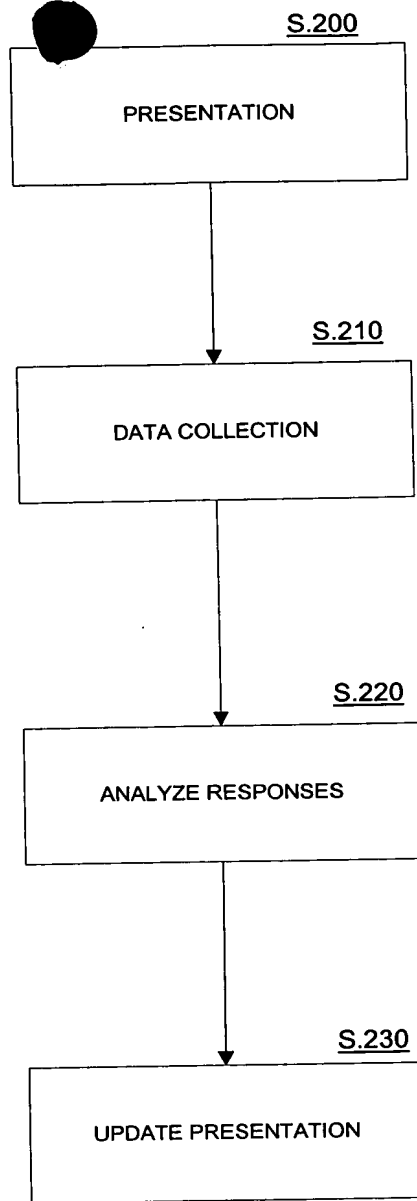 S.200
PRESENTATION
S.210
DATA COLLECTION
S.220
ANALYZE RESPONSES
S.230
UPDATE PRESENTATION